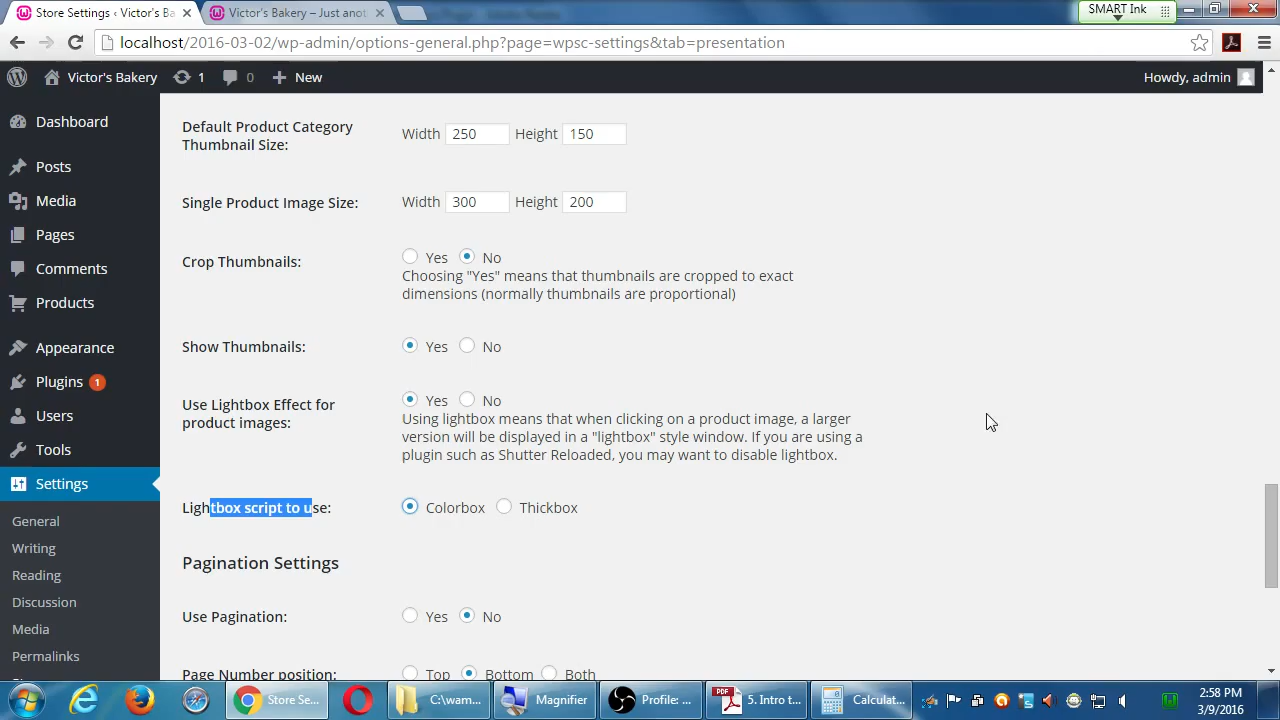 Store Settings ‹ Victor's Ba
Victor's Bakery – Just anot
SMART Ink
localhost/2016-03-02/wp-admin/options-general.php?page=wpsc-settings&tab=presentation
Victor's Bakery 1 0 New
Howdy, admin
Dashboard
Posts
Media
Pages
Comments
Products
Appearance
Plugins 1
Users
Tools
Settings
General
Writing
Reading
Discussion
Media
Permalinks
Default Product Category
Thumbnail Size:
Width 250 Height 150
Single Product Image Size:
Width 300 Height 200
Crop Thumbnails:
Yes No
Choosing "Yes" means that thumbnails are cropped to exact
dimensions (normally thumbnails are proportional)
Show Thumbnails:
Yes No
Use Lightbox Effect for
product images:
Yes No
Using lightbox means that when clicking on a product image, a larger
version will be displayed in a "lightbox" style window. If you are using a
plugin such as Shutter Reloaded, you may want to disable lightbox.
Lightbox script to use:
Colorbox Thickbox
Pagination Settings
Use Pagination:
Yes No
Page Number position:
Top Bottom Both
Store Se...
C:\wam...
Magnifier
Profile: ...
5. Intro t...
Calculat...
2:58 PM
3/9/2016